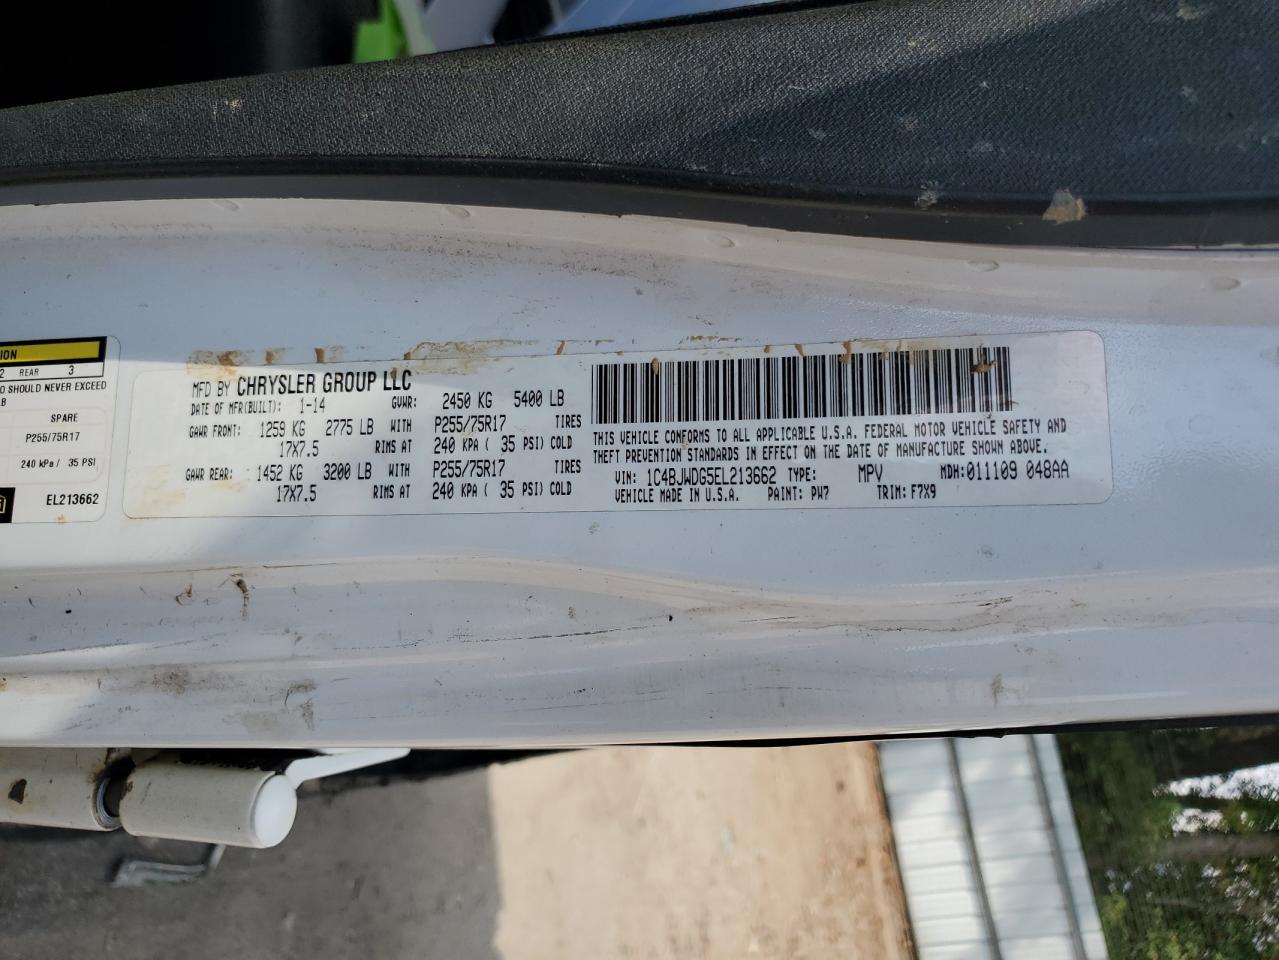 ION
2 REAR 3
D SHOULD NEVER EXCEED
B
SPARE
P255/75R17
240 kPa / 35 PSI
EL213662
MFD BY CHRYSLER GROUP LLC
DATE OF MFR(BUILT): 1-14 GVWR: 2450 KG 5400 LB
GAWR FRONT: 1259 KG 2775 LB WITH P255/75R17 TIRES
17X7.5 RIMS AT 240 KPA ( 35 PSI) COLD
GAWR REAR: 1452 KG 3200 LB WITH P255/75R17 TIRES
17X7.5 RIMS AT 240 KPA ( 35 PSI) COLD
THIS VEHICLE CONFORMS TO ALL APPLICABLE U.S.A. FEDERAL MOTOR VEHICLE SAFETY AND
THEFT PREVENTION STANDARDS IN EFFECT ON THE DATE OF MANUFACTURE SHOWN ABOVE.
VIN: 1C4BJWDG5EL213662 TYPE: MPV MDH:011109 048AA
VEHICLE MADE IN U.S.A. PAINT: PW7 TRIM: F7X9